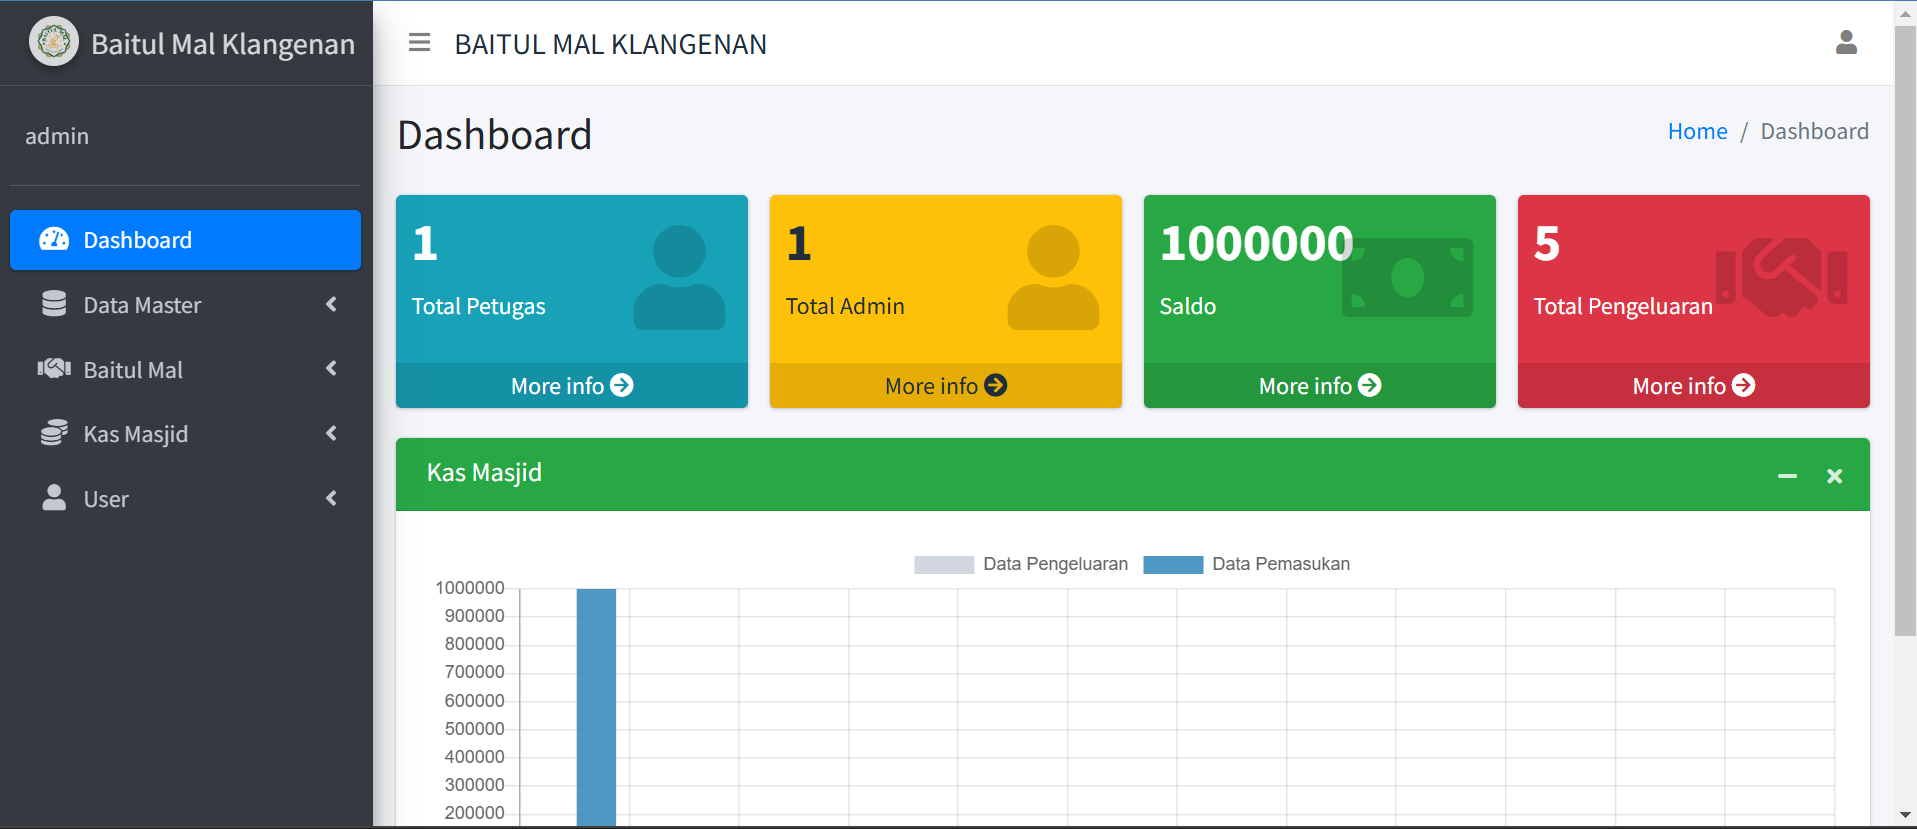 Baitul Mal Klangenan
BAITUL MAL KLANGENAN
admin
Dashboard
Data Master
Baitul Mal
Kas Masjid
User
Dashboard
Home / Dashboard
1
Total Petugas
More info
1
Total Admin
More info
1000000
Saldo
More info
5
Total Pengeluaran
More info
Kas Masjid
Data Pengeluaran
Data Pemasukan
1000000
900000
800000
700000
600000
500000
400000
300000
200000